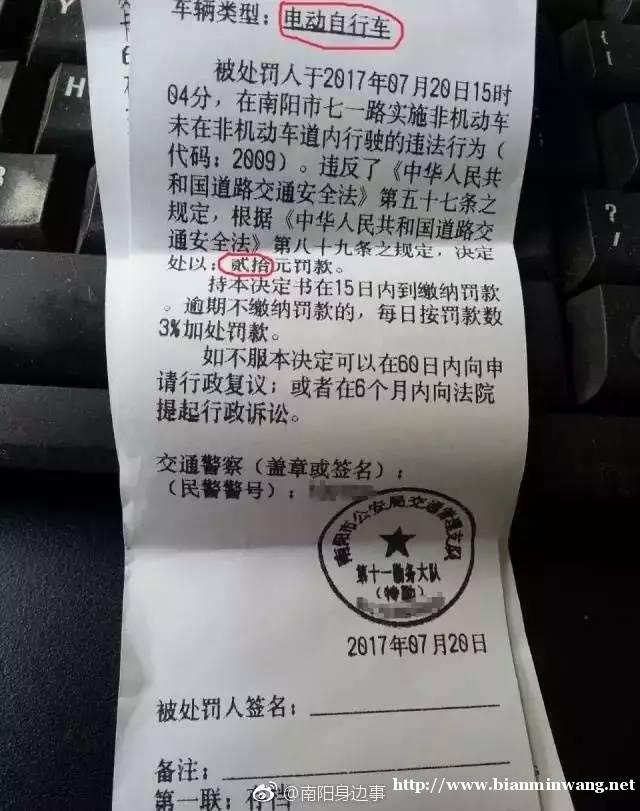 车辆类型：电动自行车
被处罚人于2017年07月20日15时
04分，在南阳市七一路实施非机动车
未在非机动车道内行驶的违法行为（
代码：2009）。违反了《中华人民共
和国道路交通安全法》第五十七条之
规定，根据《中华人民共和国道路交
通安全法》第八十九条之规定，决定
处以：贰拾元罚款。
持本决定书在15日内到缴纳罚款
。逾期不缴纳罚款的，每日按罚款数
3%加处罚款。
如不服本决定可以在60日内向申
请行政复议；或者在6个月内向法院
提起行政诉讼。
交通警察（盖章或签名）：
（民警警号）：
南阳市公安局交通管理支队
第十一勤务大队
（特勤）
2017年07月20日
被处罚人签名：
备注：
第一联：存
@南阳身边事
http://www.bianminwang.net